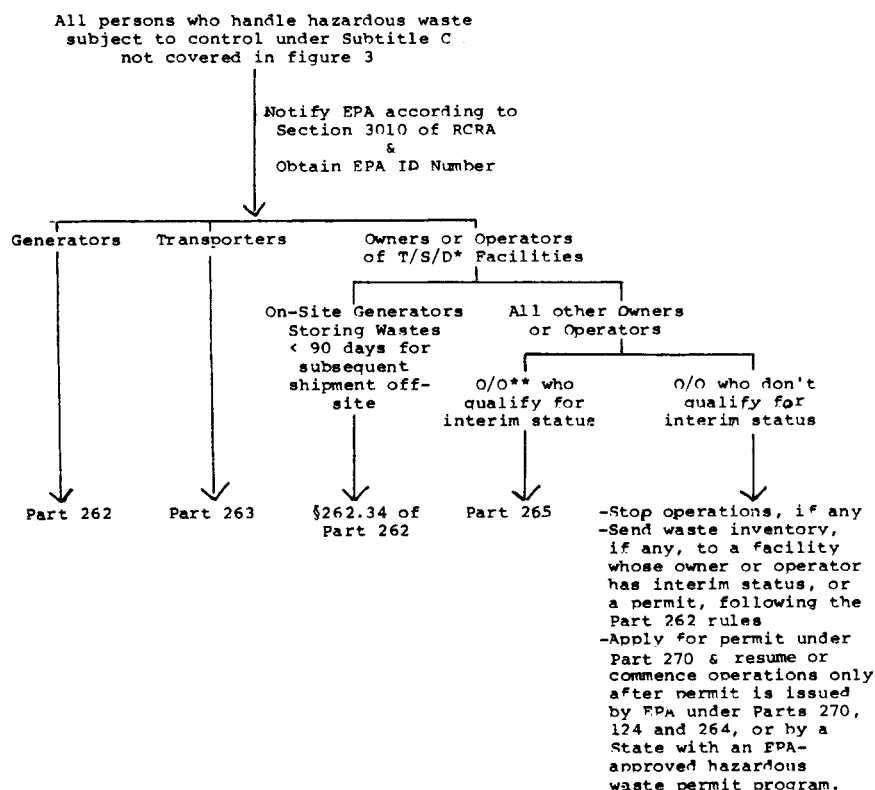 All persons who handle hazardous waste
subject to control under Subtitle C
not covered in figure 3
Notify EPA according to
Section 3010 of RCRA
&
Obtain EPA ID Number
Generators
Transporters
Owners or Operators
of T/S/D* Facilities
On-Site Generators
Storing Wastes
< 90 days for
subsequent
shipment off-
site
All other Owners
or Operators
O/O** who
qualify for
interim status
O/O who don't
qualify for
interim status
Part 262
Part 263
§262.34 of
Part 262
Part 265
-Stop operations, if any
-Send waste inventory,
if any, to a facility
whose owner or operator
has interim status, or
a permit, following the
Part 262 rules
-Apply for permit under
Part 270 & resume or
commence operations only
after permit is issued
by EPA under Parts 270,
124 and 264, or by a
State with an EPA-
approved hazardous
waste permit program.